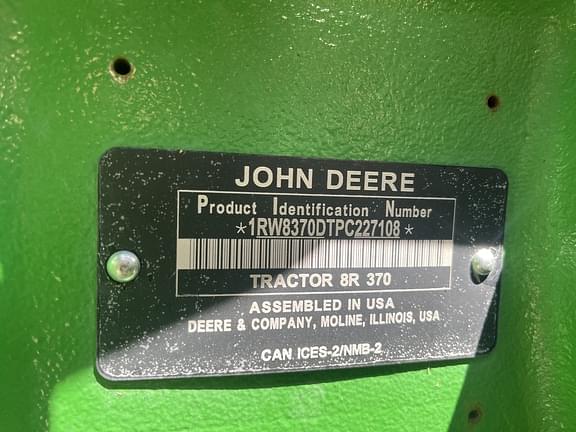 JOHN DEERE
Product Identification Number
*1RW8370DTPC227108*
TRACTOR 8R 370
ASSEMBLED IN USA
DEERE & COMPANY, MOLINE, ILLINOIS, USA
CAN ICES-2/NMB-2